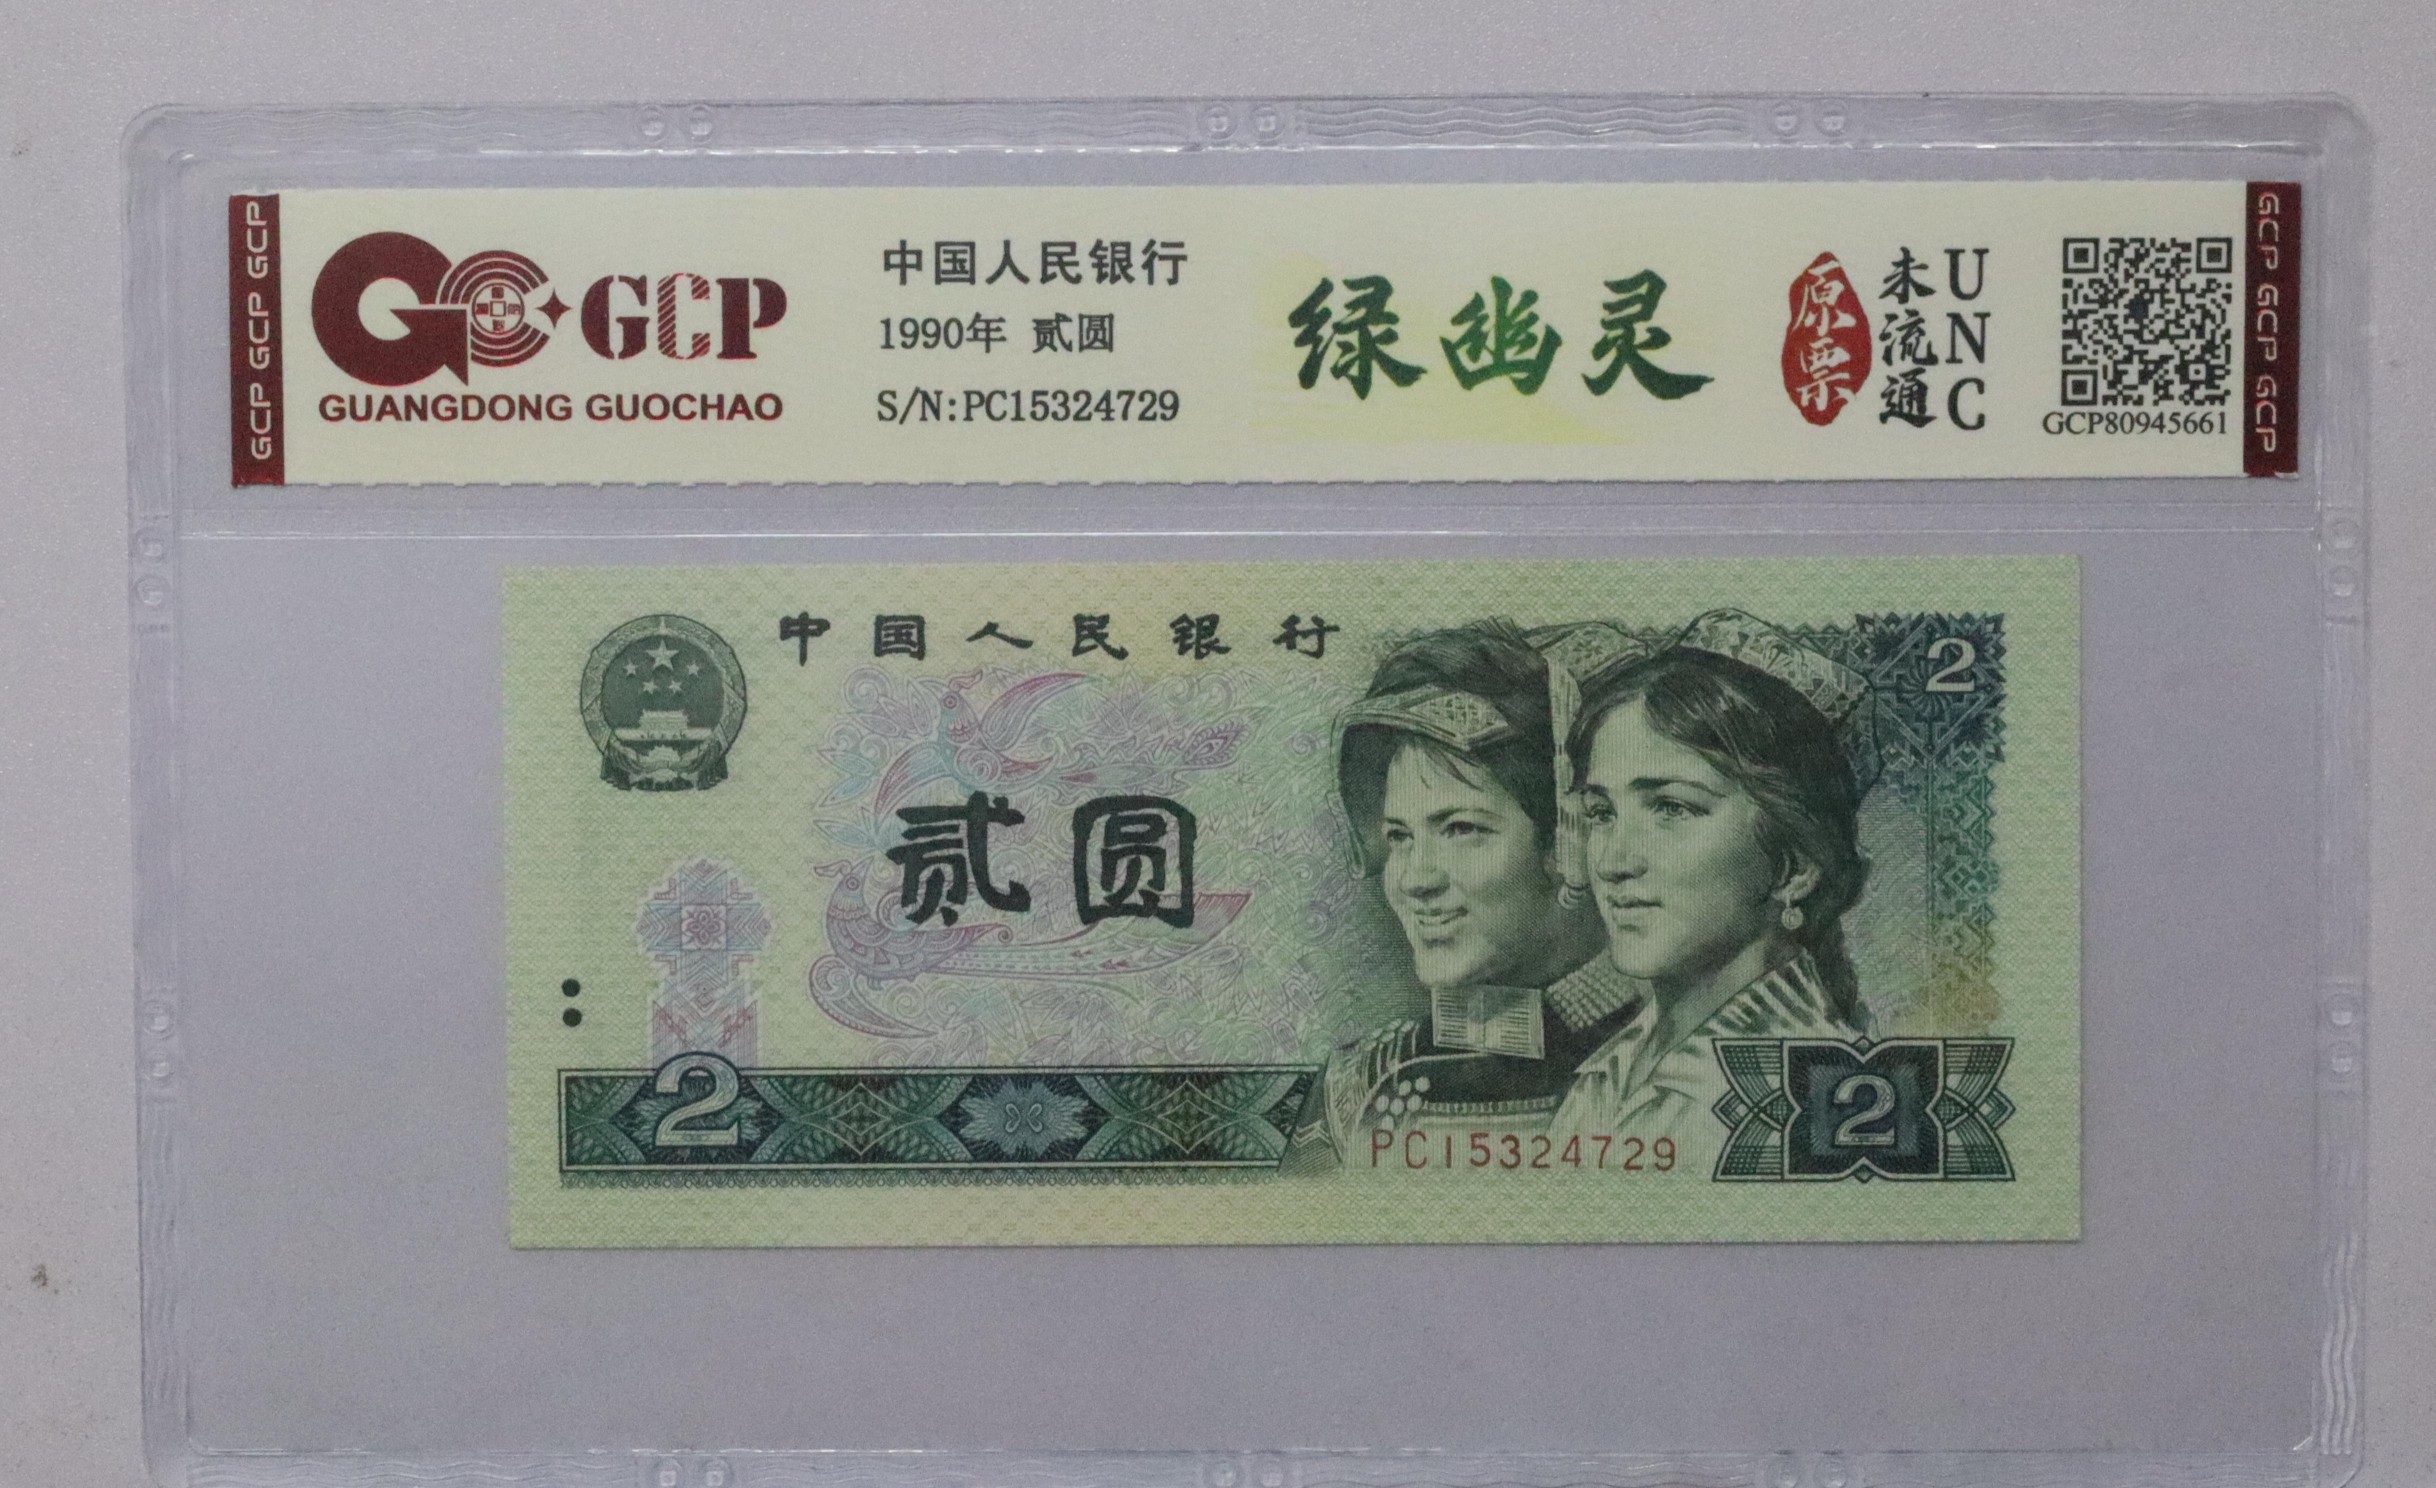 GCP GCP GCP
GCP
GUANGDONG GUOCHAO
中国人民银行
1990年 贰圆
S/N:PC15324729
绿幽灵
原票
未流通
UNC
GCP80945661
GCP GCP GCP
中国人民银行
2
贰圆
2
PC15324729
2